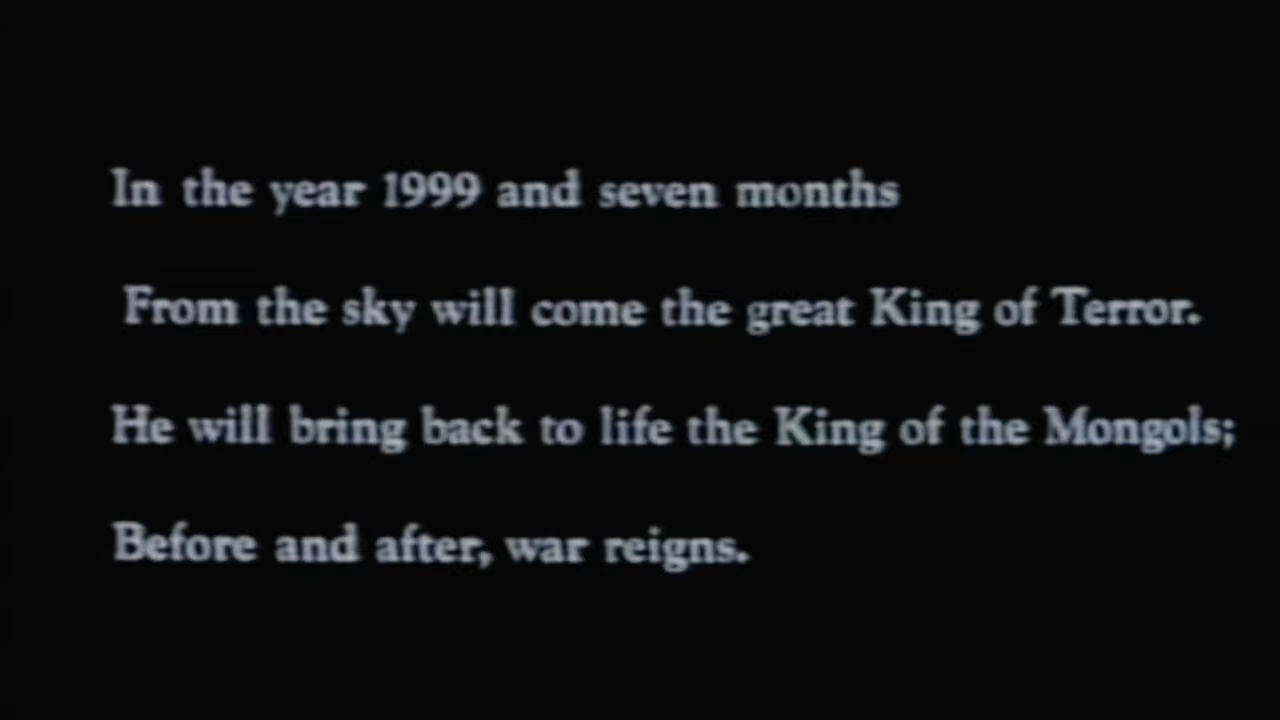 In the year 1999 and seven months
From the sky will come the great King of Terror.
He will bring back to life the King of the Mongols;
Before and after, war reigns.